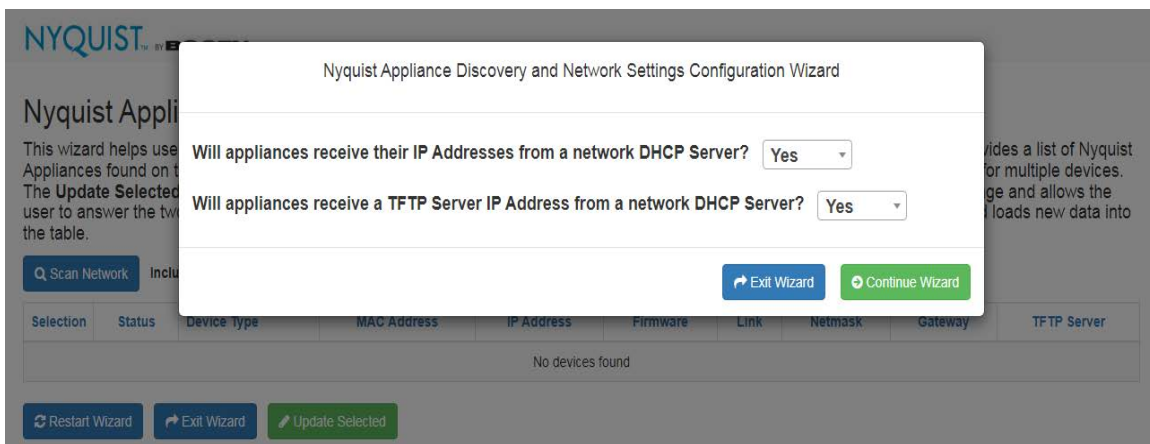 NYQUIST™ BY
Nyquist Appliance Discovery and Network Settings Configuration Wizard
Nyquist Appli
This wizard helps use
vides a list of Nyquist
Will appliances receive their IP Addresses from a network DHCP Server? Yes
Appliances found on t
for multiple devices.
The Update Selected
ge and allows the
Will appliances receive a TFTP Server IP Address from a network DHCP Server? Yes
user to answer the tw
loads new data into
the table.
Scan Network Inclu
Exit Wizard Continue Wizard
Selection Status Device Type MAC Address IP Address Firmware Link Netmask Gateway TFTP Server
No devices found
Restart Wizard Exit Wizard Update Selected